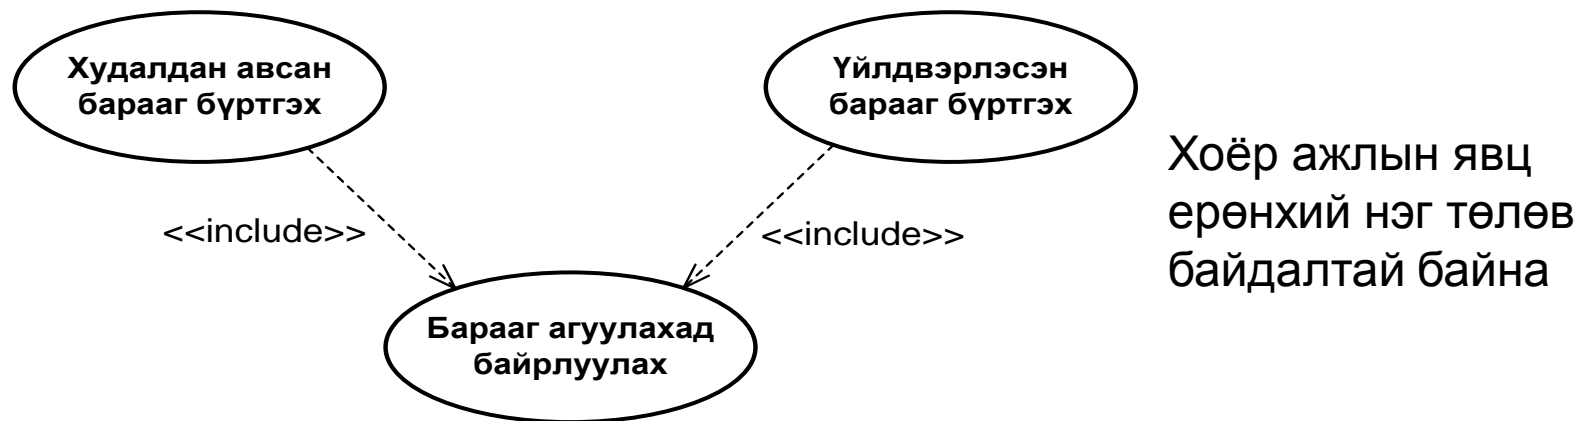 Худалдан авсан
барааг бүртгэх
Үйлдвэрлэсэн
барааг бүртгэх
Хоёр ажлын явц
ерөнхий нэг төлөв
байдалтай байна
<<include>>
<<include>>
Барааг агуулахад
байрлуулах